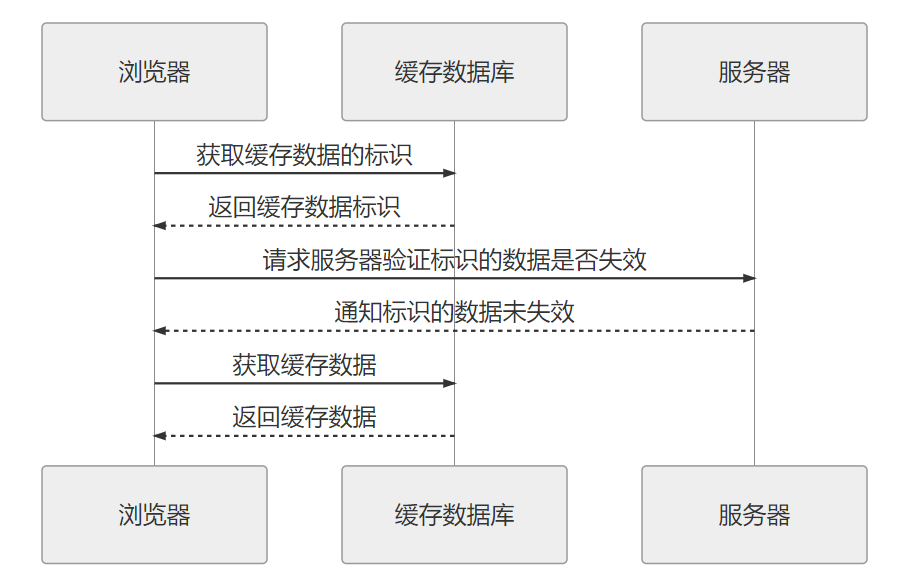 浏览器
缓存数据库
服务器
获取缓存数据的标识
返回缓存数据标识
请求服务器验证标识的数据是否失效
通知标识的数据未失效
获取缓存数据
返回缓存数据
浏览器
缓存数据库
服务器